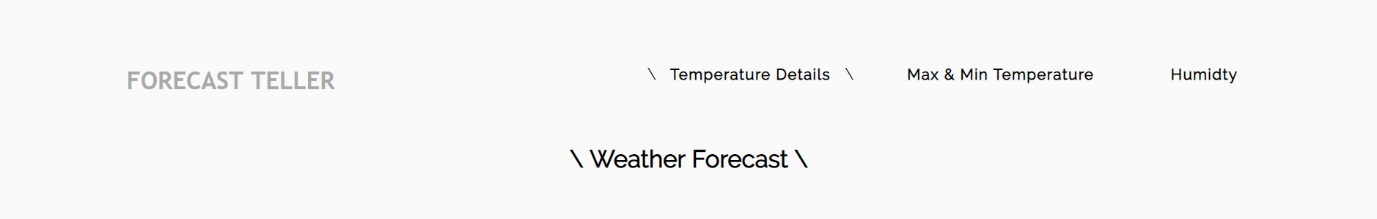 FORECAST TELLER
\ Temperature Details \ Max & Min Temperature Humidty
\ Weather Forecast \